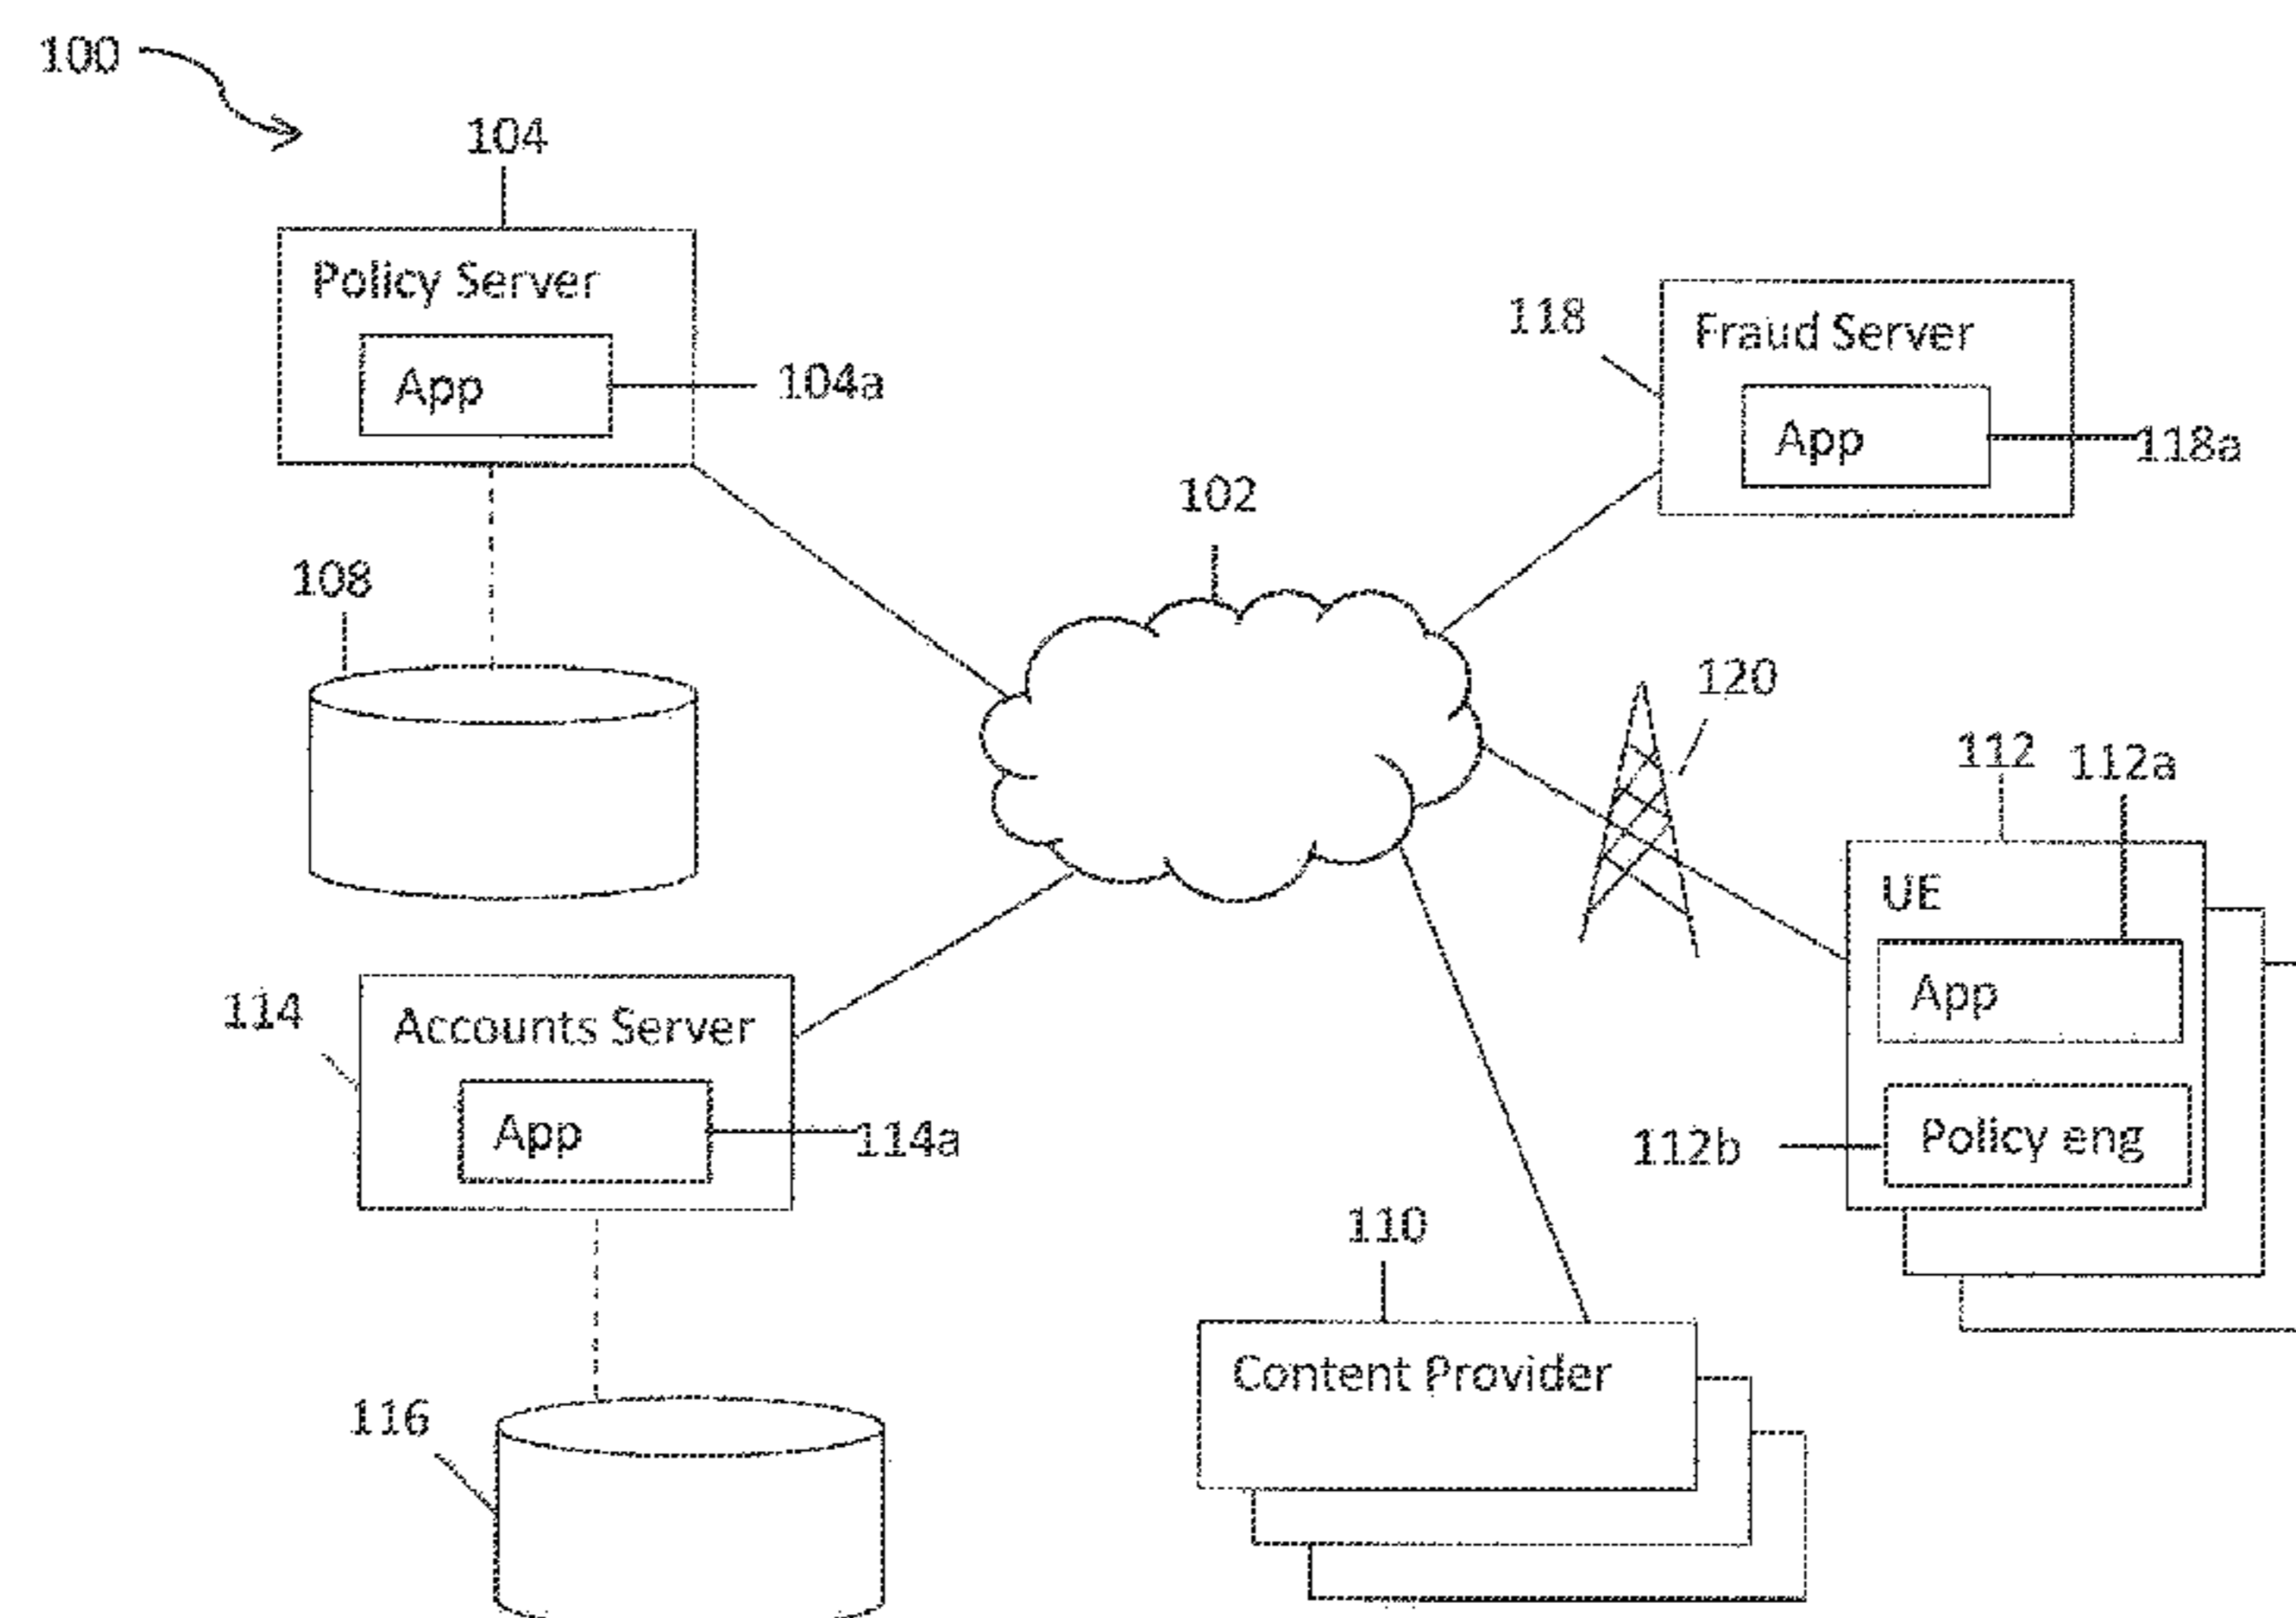 100
104
Policy Server
App
104a
118
Fraud Server
App
118a
102
108
120
112
112a
UE
App
114
Accounts Server
App
114a
112b
Policy eng
110
Content Provider
116